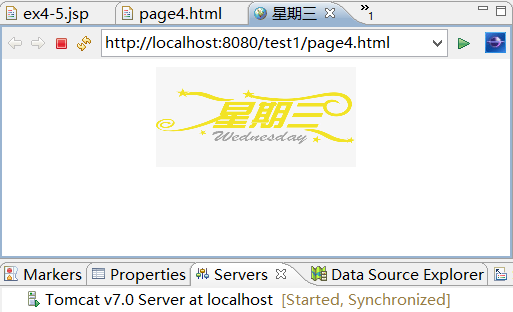 ex4-5.jsp page4.html 星期三 »1
http://localhost:8080/test1/page4.html
星期三
Wednesday
Markers Properties Servers Data Source Explorer
Tomcat v7.0 Server at localhost [Started, Synchronized]